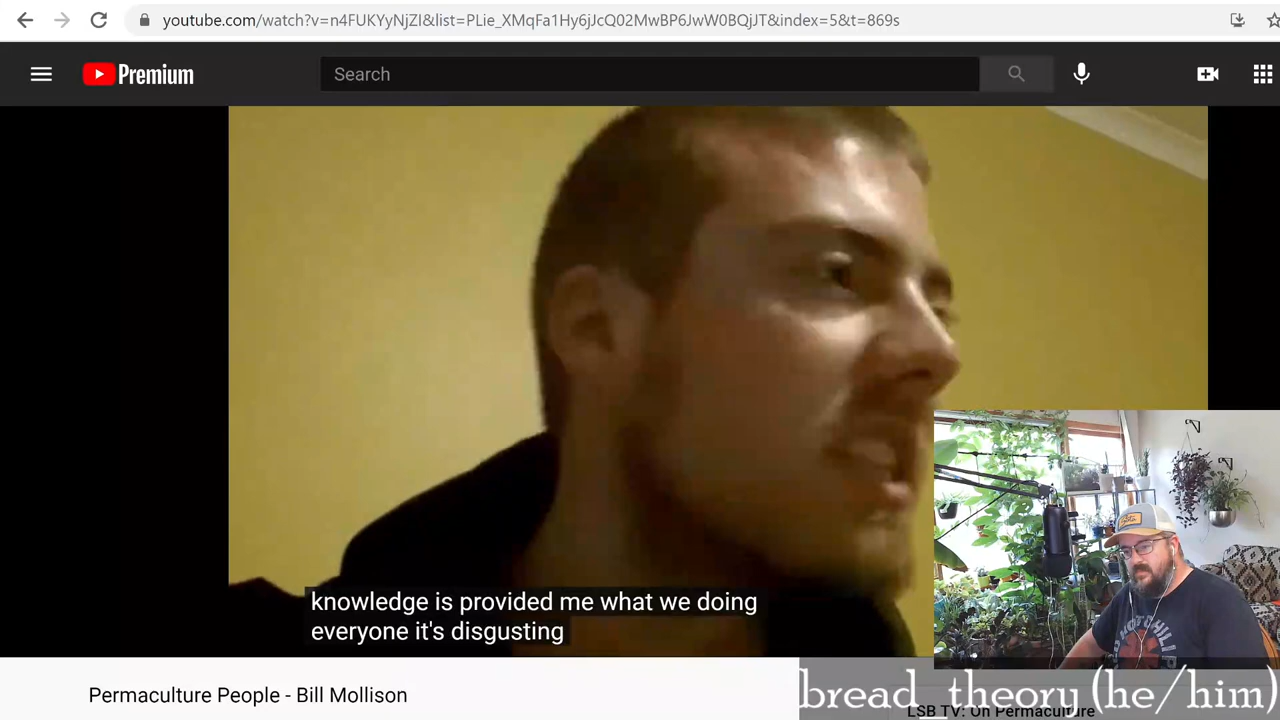 youtube.com/watch?v=n4FUKYyNjZI&list=PLie_XMqFa1Hy6jJcQ02MwBP6JwW0BQjJT&index=5&t=869s
Premium
Search
knowledge is provided me what we doing
everyone it's disgusting
Permaculture People - Bill Mollison
bread_theory (he/him)
LSB TV: On Permaculture